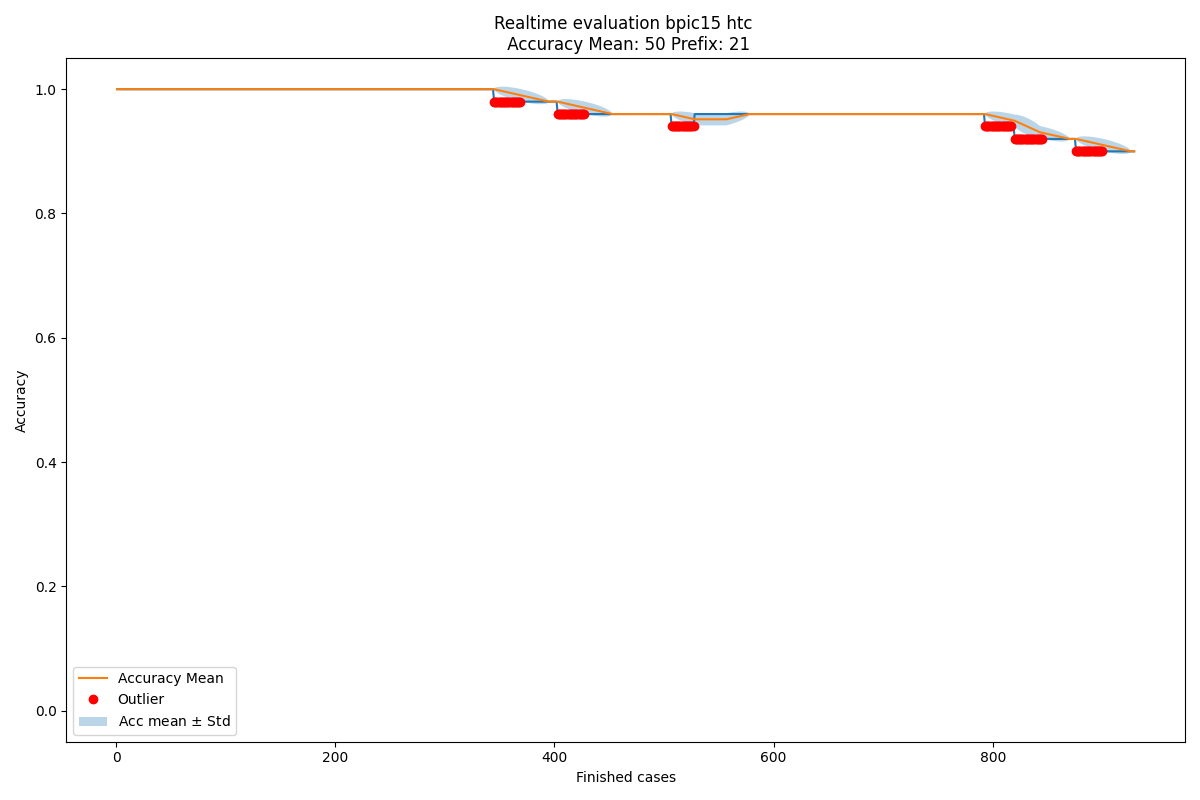 Realtime evaluation bpic15 htc
Accuracy Mean: 50 Prefix: 21
1.0
0.8
0.6
0.4
0.2
0.0
Accuracy
Accuracy Mean
Outlier
Acc mean ± Std
0 200 400 600 800
Finished cases